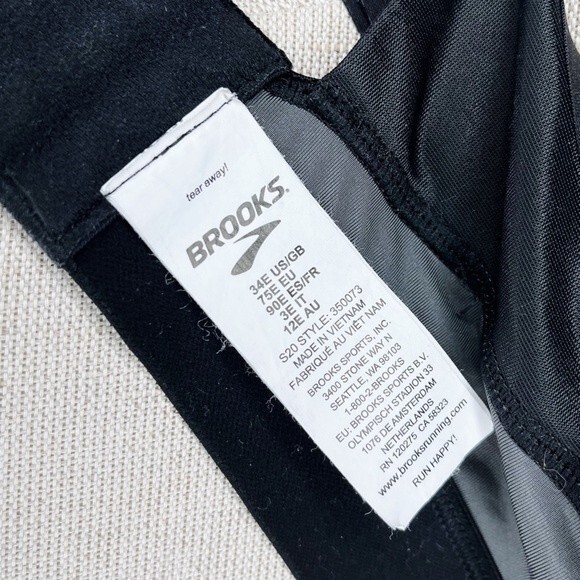 tear away!
BROOKS®
34E US/GB
75E EU
90E ES/FR
3E IT
12E AU
S20 STYLE: 350073
MADE IN VIETNAM
FABRIQUÉ AU VIÊT NAM
BROOKS SPORTS, INC.
3400 STONE WAY N
SEATTLE, WA 98103
1-800-2-BROOKS
EU: BROOKS SPORTS B.V.
OLYMPISCH STADION 33
1076 DE AMSTERDAM
NETHERLANDS
RN 120275 CA 58323
www.brooksrunning.com
RUN HAPPY!